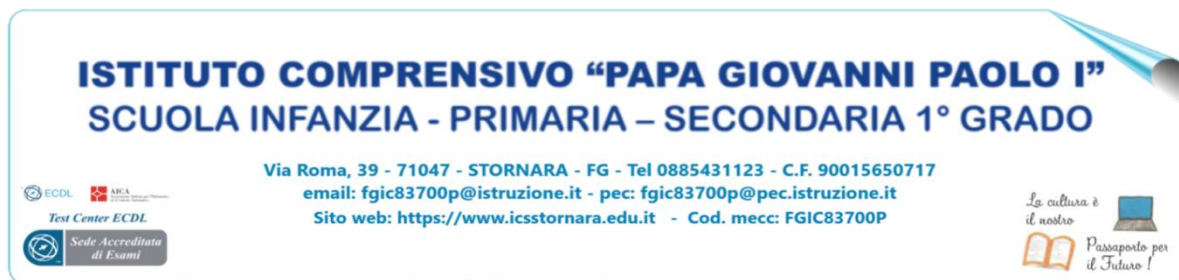 ISTITUTO COMPRENSIVO “PAPA GIOVANNI PAOLO I”
SCUOLA INFANZIA - PRIMARIA – SECONDARIA 1° GRADO
Via Roma, 39 - 71047 - STORNARA - FG - Tel 0885431123 - C.F. 90015650717
email: fgic83700p@istruzione.it - pec: fgic83700p@pec.istruzione.it
Sito web: https://www.icsstornara.edu.it - Cod. mecc: FGIC83700P
ECDL
AICA
Test Center ECDL
Sede Accreditata
di Esami
La cultura è
il nostro
Passaporto per
il Futuro !